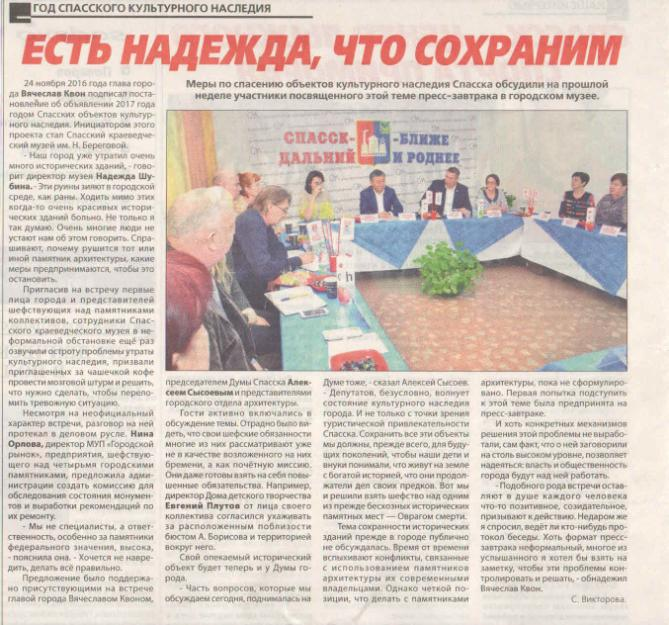 ГОД СПАССКОГО КУЛЬТУРНОГО НАСЛЕДИЯ
ЕСТЬ НАДЕЖДА, ЧТО СОХРАНИМ
Меры по спасению объектов культурного наследия Спасска обсудили на прошлой
неделе участники посвященного этой теме пресс-завтрака в городском музее.
24 ноября 2016 года глава горо-
да Вячеслав Квон подписал поста-
новление об объявлении 2017 года
годом Спасских объектов культур-
ного наследия. Инициатором этого
проекта стал Спасский краеведче-
ский музей им. Н. Береговой.
- Наш город уже утратил очень
много исторических зданий, - гово-
рит директор музея Надежда Шу-
бина. - Эти руины зияют в городской
среде, как раны. Ходить мимо этих
когда-то очень красивых истори-
ческих зданий больно. Не только я
так думаю. Очень многие люди не
устают нам об этом говорить. Спра-
шивают, почему рушится тот или
иной памятник архитектуры, какие
меры предпринимаются, чтобы это
остановить.
Пригласив на встречу первые
лица города и представителей
шефствующих над памятниками
коллективов, сотрудники Спас-
ского краеведческого музея в не-
формальной обстановке ещё раз
озвучили остроту проблемы утраты
культурного наследия, призвали
приглашенных за чашечкой кофе
провести мозговой штурм и решить,
что нужно сделать, чтобы перело-
мить тревожную ситуацию.
Несмотря на неофициальный
характер встречи, разговор на ней
протекал в деловом русле. Нина
Орлова, директор МУП «Городской
рынок», предприятия, шефствую-
щего над четырьмя городскими
памятниками, предложила адми-
нистрации создать комиссию для
обследования состояния монумен-
тов и выработки рекомендаций по
их ремонту.
- Мы не специалисты, а ответ-
ственность, особенно за памятники
федерального значения, высока,
- пояснила она. - Хочется не навре-
дить, делать всё правильно.
Предложение было поддержа-
но присутствующими на встрече
главой города Вячеславом Квоном,
СПАССК-
ДАЛЬНИЙ
-БЛИЖЕ
И РОДНЕЕ
председателем Думы Спасска Алек-
сеем Сысоевым и представителями
городского отдела архитектуры.
Гости активно включались в
обсуждение темы. Отрадно было ви-
деть, что свои шефские обязанности
многие из них рассматривают уже
не в качестве возложенного на них
бремени, а как почётную миссию.
Они даже готовы взять на себя повы-
шенные обязательства. Например,
директор Дома детского творчества
Евгений Плутов от лица своего
коллектива согласился ухаживать
за расположенным поблизости
бюстом А. Борисова и территорией
вокруг него.
Свой опекаемый исторический
объект будет теперь и у Думы го-
рода.
- Часть вопросов, которые мы
обсуждаем сегодня, поднималась на
Думе тоже, - сказал Алексей Сысоев.
- Депутатов, безусловно, волнует
состояние культурного наследия
города. И не только с точки зрения
туристической привлекательности
Спасска. Сохранить все эти объекты
мы должны, прежде всего, для буду-
щих поколений, чтобы наши дети и
внуки понимали, что живут на земле
с богатой историей, что они продол-
жатели дел своих предков. Вот мы
и решили взять шефство над одним
из прежде бесхозных исторических
памятных мест — Оврагом смерти.
Тема сохранности исторических
зданий прежде в городе публично
не обсуждалась. Время от времени
вспыхивают конфликты, связанные
с использованием памятников
архитектуры их современными
владельцами. Однако четкой по-
зиции, что делать с памятниками
архитектуры, пока не сформулиро-
вано. Первая попытка подступить
к этой теме была предпринята на
пресс-завтраке.
И хоть конкретных механизмов
решения этой проблемы не вырабо-
тали, сам факт, что о ней заговорили
на столь высоком уровне, позволяет
надеяться: власть и общественность
города будут над ней работать.
- Подобного рода встречи оставля-
ют в душе каждого человека
что-то позитивное, созидательное,
призывают к действию. Недаром же
я спросил, ведёт ли кто-нибудь про-
токол беседы. Хоть формат пресс-
завтрака неформальный, многое из
услышанного я хотел бы взять на
заметку, чтобы эти проблемы кон-
тролировать и решать, - обнадежил
Вячеслав Квон.
С. Викторова.